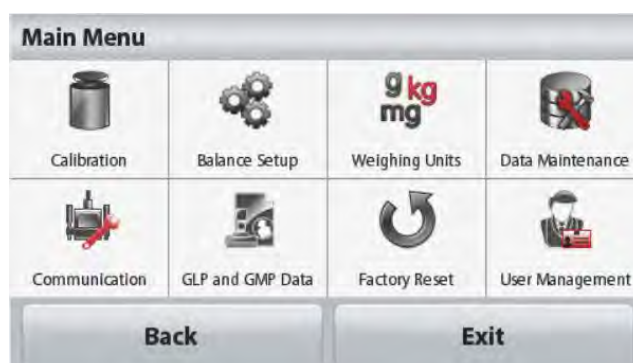 Main Menu
g kg
mg
Calibration Balance Setup Weighing Units Data Maintenance
Communication GLP and GMP Data Factory Reset User Management
Back Exit